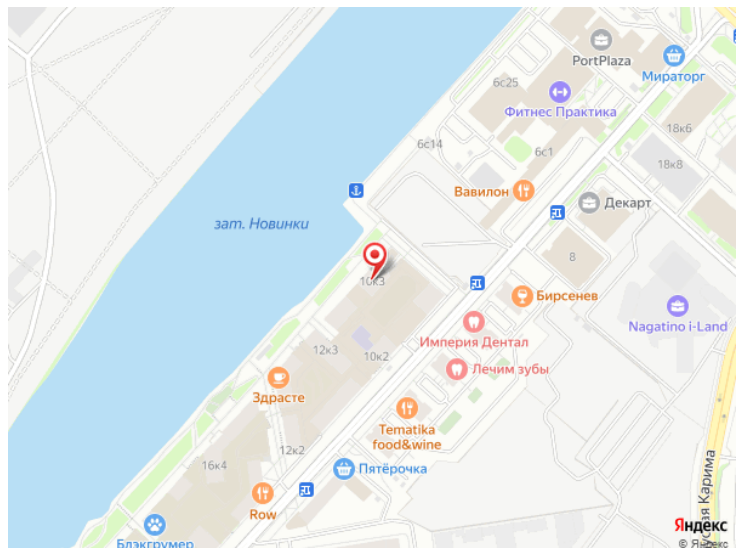 PortPlaza
Мираторг
6с25
Фитнес Практика
18к6
6с14
6с1
18к8
Вавилон
Декарт
зат. Новинки
8
10к3
Бирсенев
Nagatino i-Land
Империя Дентал
12к3
10к2
Лечим зубы
Здрасте
Tematika
food&wine
12к2
16к4
Пятёрочка
Row
Яндекс
Блэкгрумер
© Яндекс